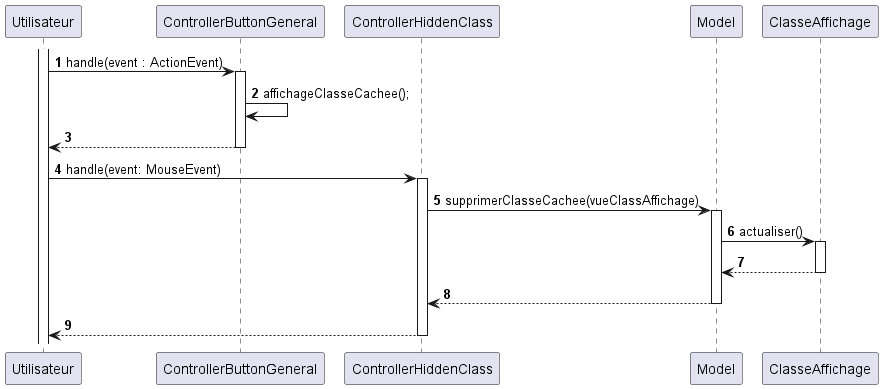 Utilisateur ControllerButtonGeneral ControllerHiddenClass Model ClasseAffichage
1 handle(event : ActionEvent)
2 affichageClasseCachee();
3
4 handle(event: MouseEvent)
5 supprimerClasseCachee(vueClassAffichage)
6 actualiser()
7
8
9
Utilisateur ControllerButtonGeneral ControllerHiddenClass Model ClasseAffichage